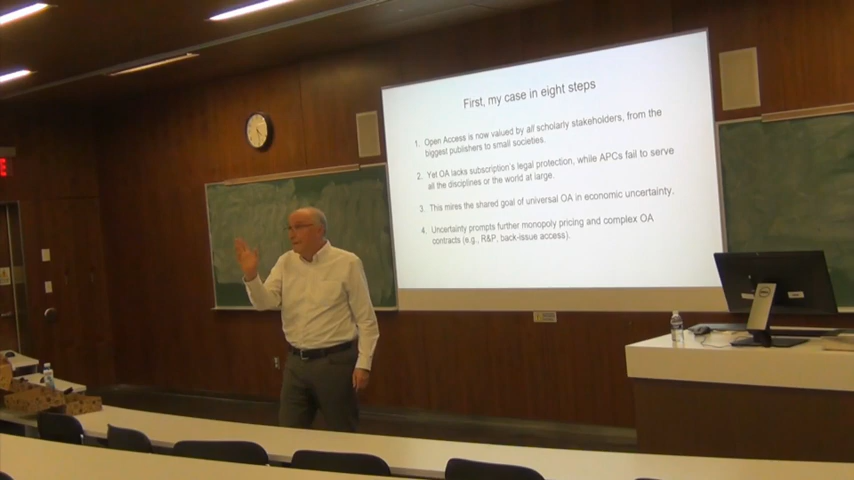 First, my case in eight steps
1. Open Access is now valued by all scholarly stakeholders, from the
biggest publishers to small societies.
2. Yet OA lacks subscription's legal protection, while APCs fail to serve
all the disciplines or the world at large.
3. This mires the shared goal of universal OA in economic uncertainty.
4. Uncertainty prompts further monopoly pricing and complex OA
contracts (e.g., R&P, back-issue access).
DELL